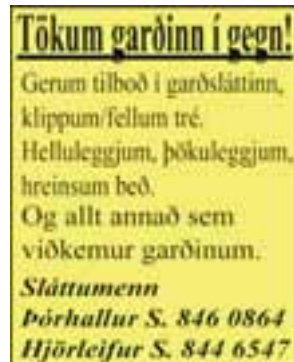 Tökum garðinn í gegn!
Gerum tilboð í garðsláttinn,
klippum/fellum tré.
Helluleggjum, þökuleggjum,
hreinsum beð.
Og allt annað sem
viðkemur garðinum.
Sláttumenn
Þórhallur S. 846 0864
Hjörleifur S. 844 6547